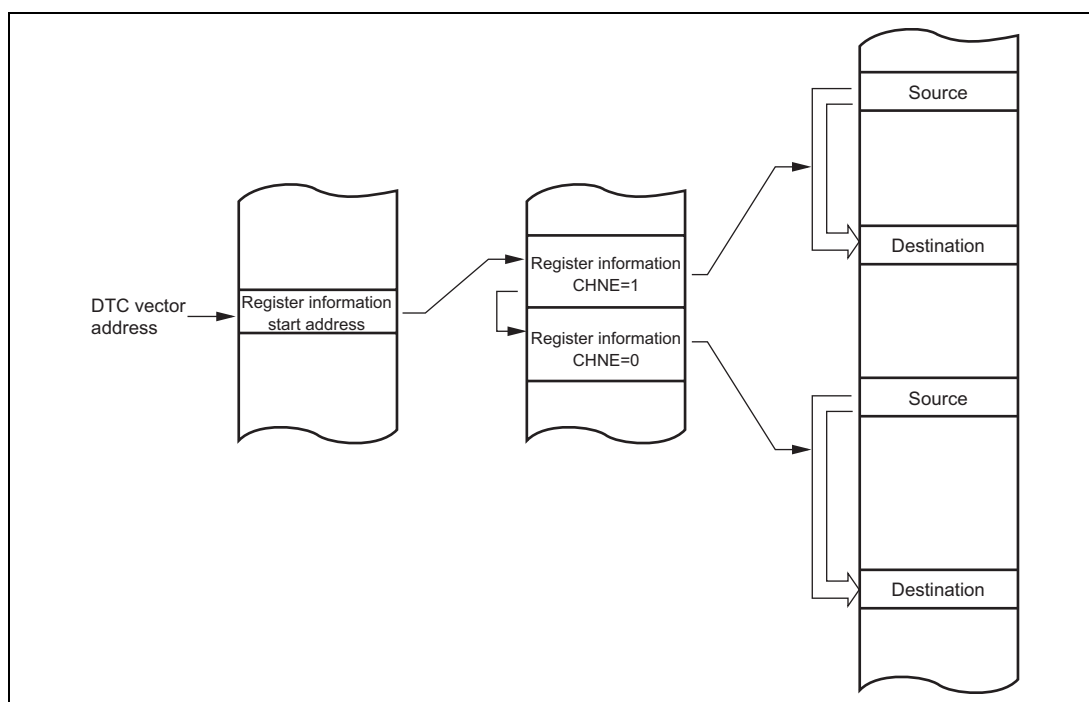 DTC vector
address
Register information
start address
Register information
CHNE=1
Register information
CHNE=0
Source
Destination
Source
Destination